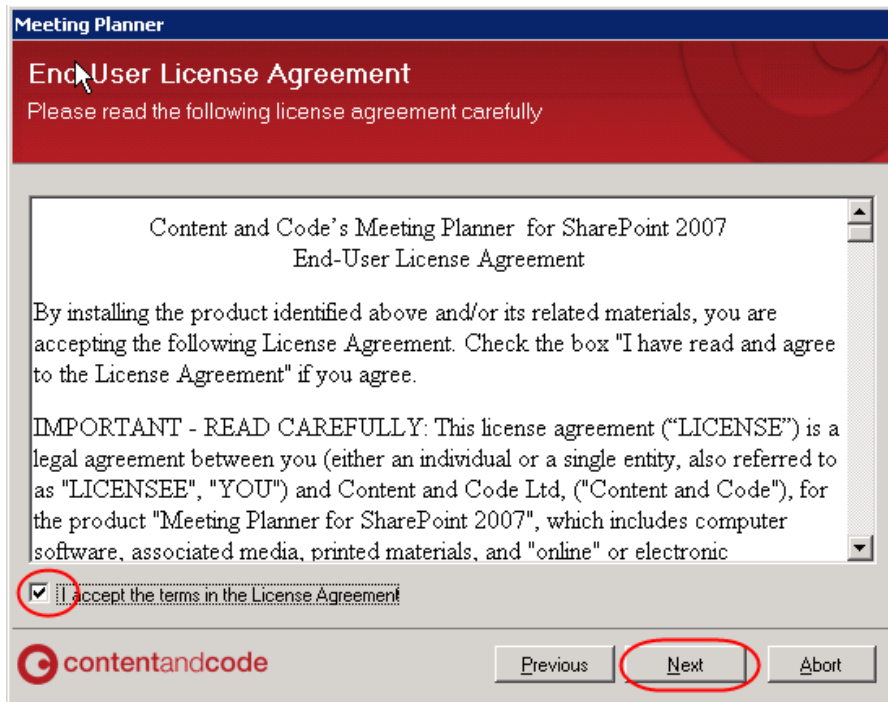 Meeting Planner
End-User License Agreement
Please read the following license agreement carefully
Content and Code's Meeting Planner for SharePoint 2007
End-User License Agreement
By installing the product identified above and/or its related materials, you are
accepting the following License Agreement. Check the box "I have read and agree
to the License Agreement" if you agree.
IMPORTANT - READ CAREFULLY: This license agreement (“LICENSE”) is a
legal agreement between you (either an individual or a single entity, also referred to
as "LICENSEE", "YOU") and Content and Code Ltd, ("Content and Code"), for
the product "Meeting Planner for SharePoint 2007", which includes computer
software, associated media, printed materials, and "online" or electronic
I accept the terms in the License Agreement
contentandcode
Previous Next Abort